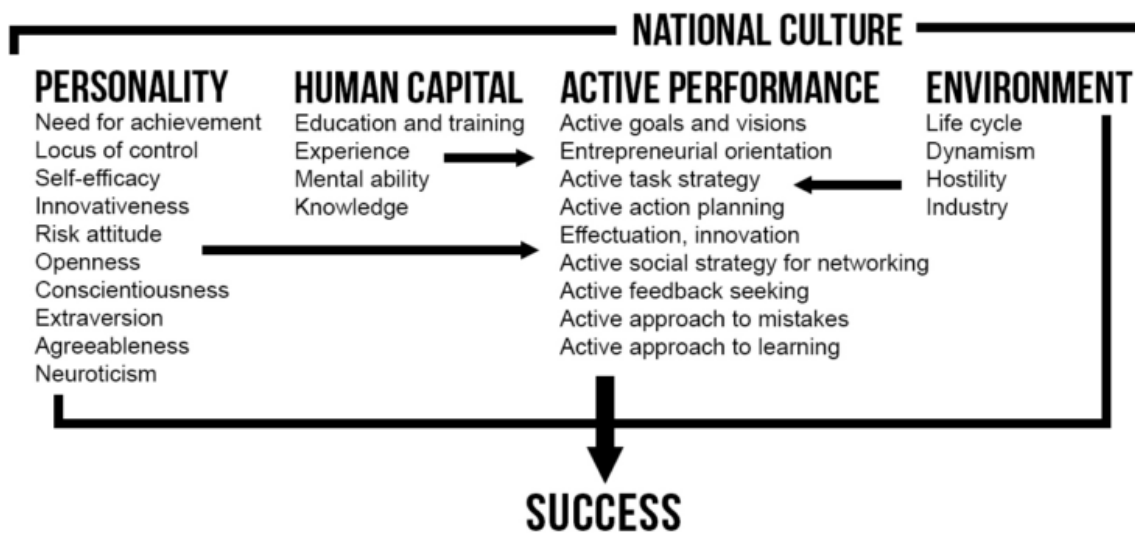 NATIONAL CULTURE
PERSONALITY
Need for achievement
Locus of control
Self-efficacy
Innovativeness
Risk attitude
Openness
Conscientiousness
Extraversion
Agreeableness
Neuroticism
HUMAN CAPITAL
Education and training
Experience
Mental ability
Knowledge
ACTIVE PERFORMANCE
Active goals and visions
Entrepreneurial orientation
Active task strategy
Active action planning
Effectuation, innovation
Active social strategy for networking
Active feedback seeking
Active approach to mistakes
Active approach to learning
ENVIRONMENT
Life cycle
Dynamism
Hostility
Industry
SUCCESS